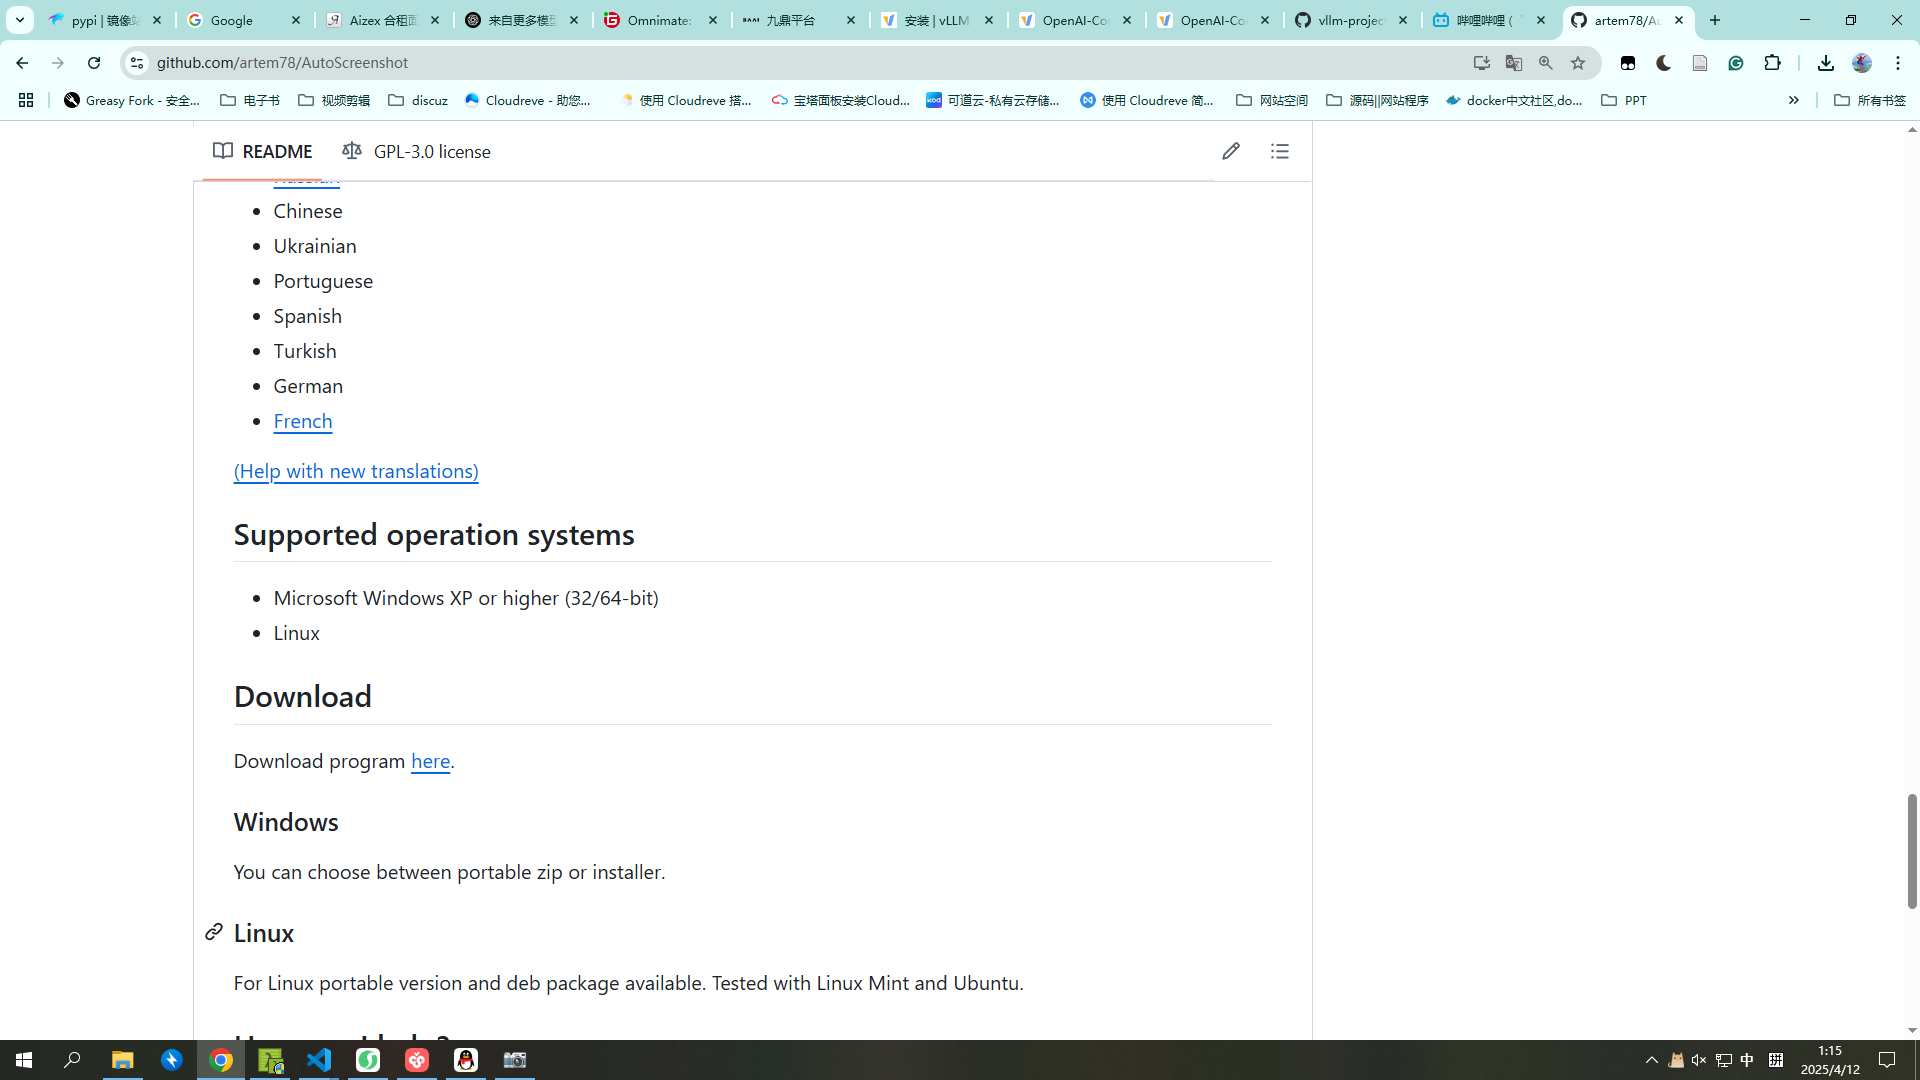 pypi | 镜像站
Google
Aizex 合租面
来自更多模型
Omnimate:
九鼎平台
安装 | vLLM
OpenAI-Co
OpenAI-Co
vllm-project
哔哩哔哩 (
artem78/Au
github.com/artem78/AutoScreenshot
Greasy Fork - 安全...
电子书
视频剪辑
discuz
Cloudreve - 助您...
使用 Cloudreve 搭...
宝塔面板安装Cloud...
可道云-私有云存储...
使用 Cloudreve 简...
网站空间
源码||网站程序
docker中文社区,do...
PPT
所有书签
README
GPL-3.0 license
Russian
Chinese
Ukrainian
Portuguese
Spanish
Turkish
German
French
(Help with new translations)
Supported operation systems
Microsoft Windows XP or higher (32/64-bit)
Linux
Download
Download program here.
Windows
You can choose between portable zip or installer.
Linux
For Linux portable version and deb package available. Tested with Linux Mint and Ubuntu.
中
拼
1:15
2025/4/12